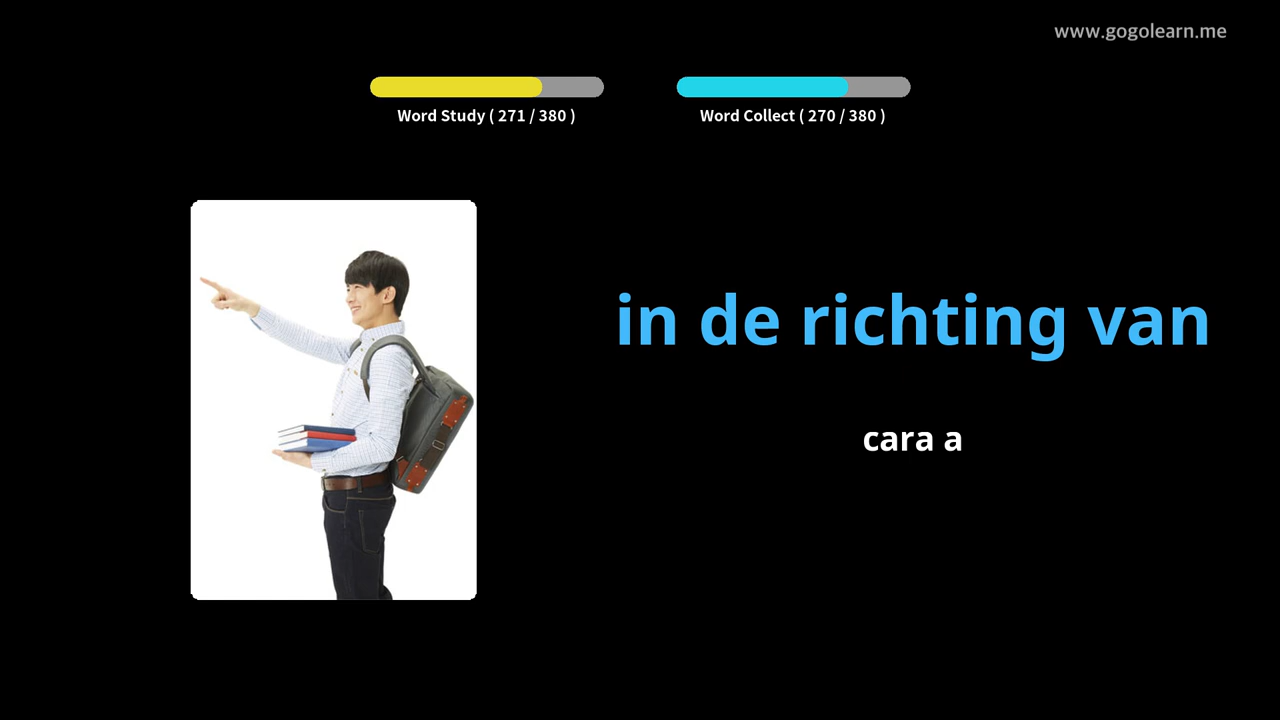 www.gogolearn.me
Word Study ( 271 / 380 )
Word Collect ( 270 / 380 )
in de richting van
cara a